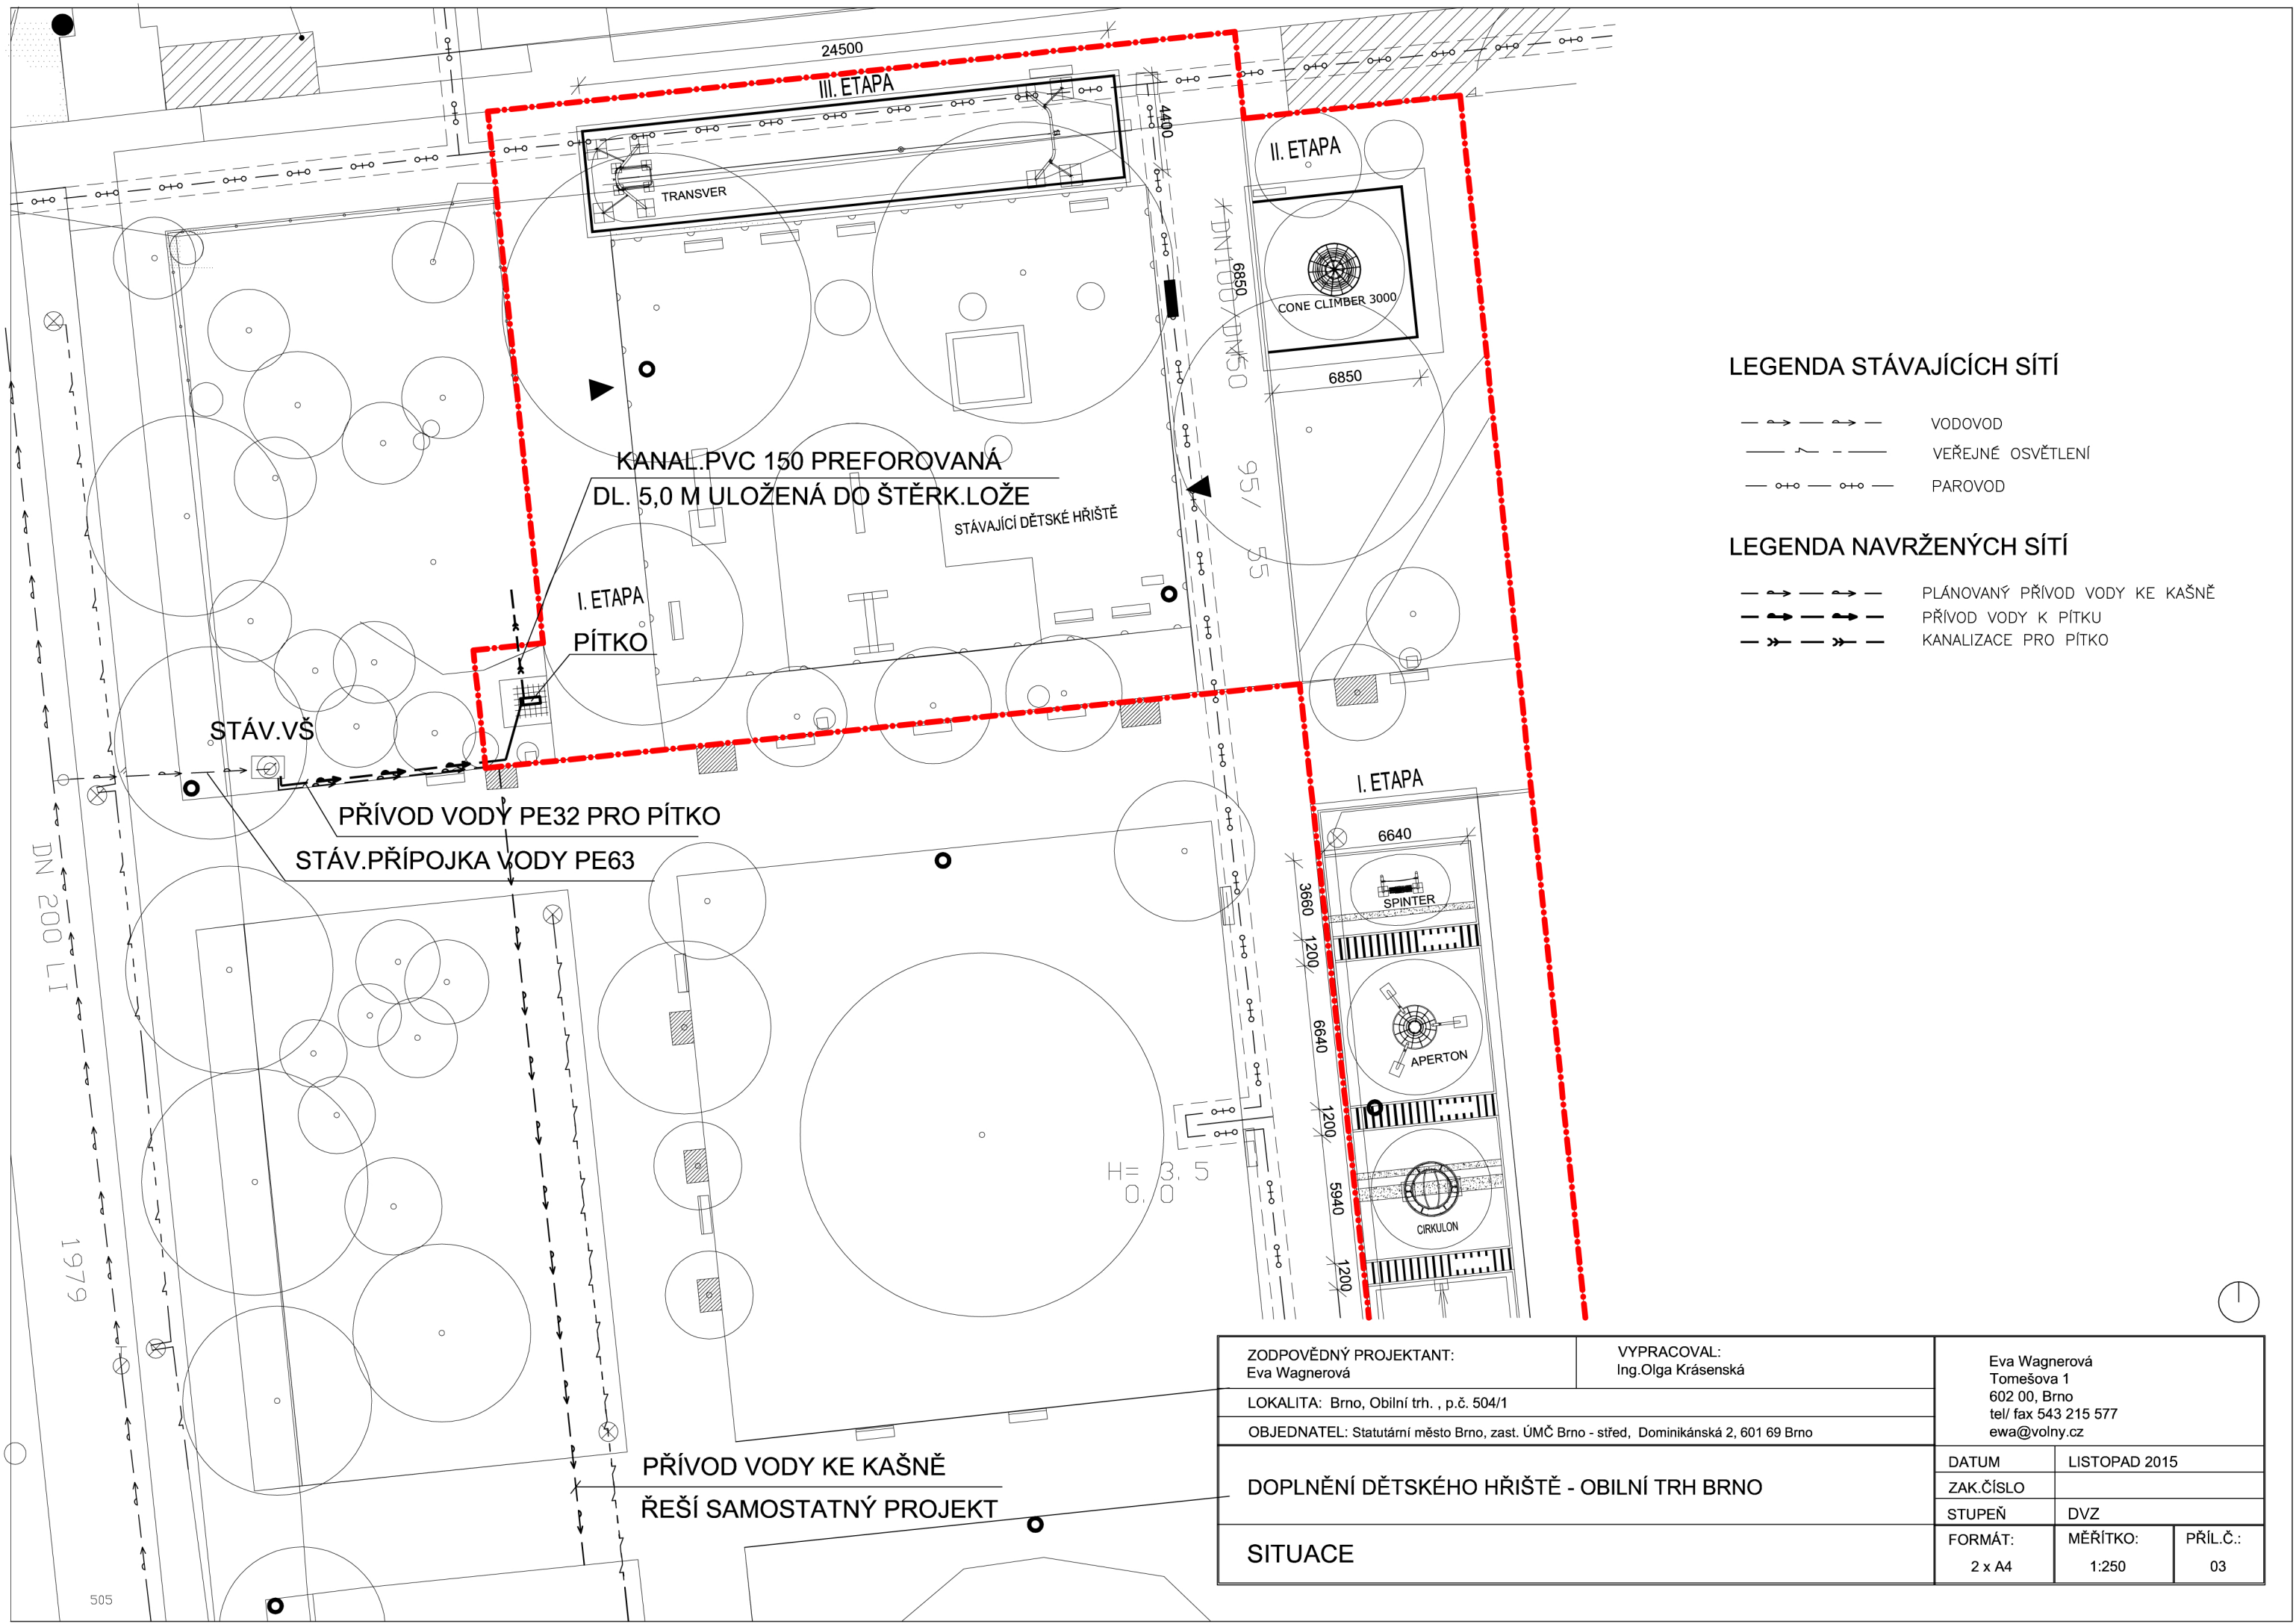 24500
III. ETAPA
4400
TRANSVER
II. ETAPA
DN100/DN50
6850
CONE CLIMBER 3000
6850
95/ 55
KANAL.PVC 150 PREFOROVANÁ
DL. 5,0 M ULOŽENÁ DO ŠTĚRK.LOŽE
STÁVAJÍCÍ DĚTSKÉ HŘIŠTĚ
I. ETAPA
PÍTKO
STÁV.VŠ
PŘÍVOD VODY PE32 PRO PÍTKO
STÁV.PŘÍPOJKA VODY PE63
DN 200 LI
1979
I. ETAPA
6640
3660
SPINTER
1200
6640
APERTON
1200
H= 3.5
0.0
5940
CIRKULON
1200
PŘÍVOD VODY KE KAŠNĚ
ŘEŠÍ SAMOSTATNÝ PROJEKT
505
LEGENDA STÁVAJÍCÍCH SÍTÍ
VODOVOD
VEŘEJNÉ OSVĚTLENÍ
PAROVOD
LEGENDA NAVRŽENÝCH SÍTÍ
PLÁNOVANÝ PŘÍVOD VODY KE KAŠNĚ
PŘÍVOD VODY K PÍTKU
KANALIZACE PRO PÍTKO
ZODPOVĚDNÝ PROJEKTANT:
Eva Wagnerová
VYPRACOVAL:
Ing.Olga Krásenská
LOKALITA: Brno, Obilní trh. , p.č. 504/1
OBJEDNATEL: Statutární město Brno, zast. ÚMČ Brno - střed, Dominikánská 2, 601 69 Brno
DOPLNĚNÍ DĚTSKÉHO HŘIŠTĚ - OBILNÍ TRH BRNO
SITUACE
Eva Wagnerová
Tomešova 1
602 00, Brno
tel/ fax 543 215 577
ewa@volny.cz
DATUM LISTOPAD 2015
ZAK.ČÍSLO
STUPEŇ DVZ
FORMÁT: MĚŘÍTKO: PŘÍL.Č.:
2 x A4 1:250 03